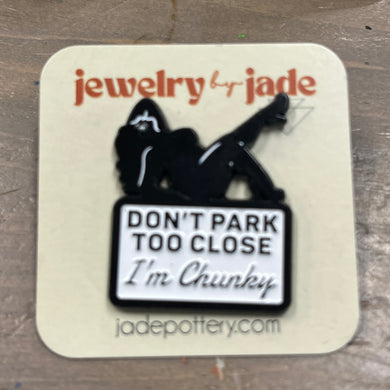 jewelry by jade
DON'T PARK
TOO CLOSE
I'm Chunky
jadepottery.com